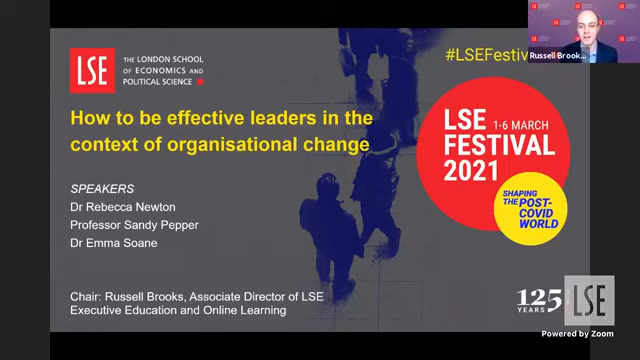 LSE
THE LONDON SCHOOL
OF ECONOMICS AND
POLITICAL SCIENCE
#LSEFestiv
Russell Brook...
How to be effective leaders in the
context of organisational change
LSE 1-6 MARCH
FESTIVAL
2021
SHAPING
THE POST-
COVID
WORLD
SPEAKERS
Dr Rebecca Newton
Professor Sandy Pepper
Dr Emma Soane
Chair: Russell Brooks, Associate Director of LSE
Executive Education and Online Learning
125
YEARS
LSE
Powered by Zoom